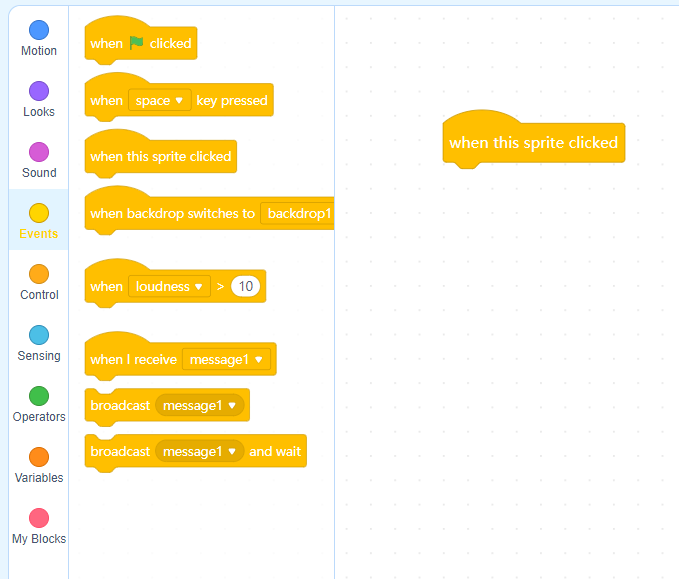 Motion
Looks
Sound
Events
Control
Sensing
Operators
Variables
My Blocks
when clicked
when space key pressed
when this sprite clicked
when backdrop switches to backdrop1
when loudness > 10
when I receive message1
broadcast message1
broadcast message1 and wait
when this sprite clicked